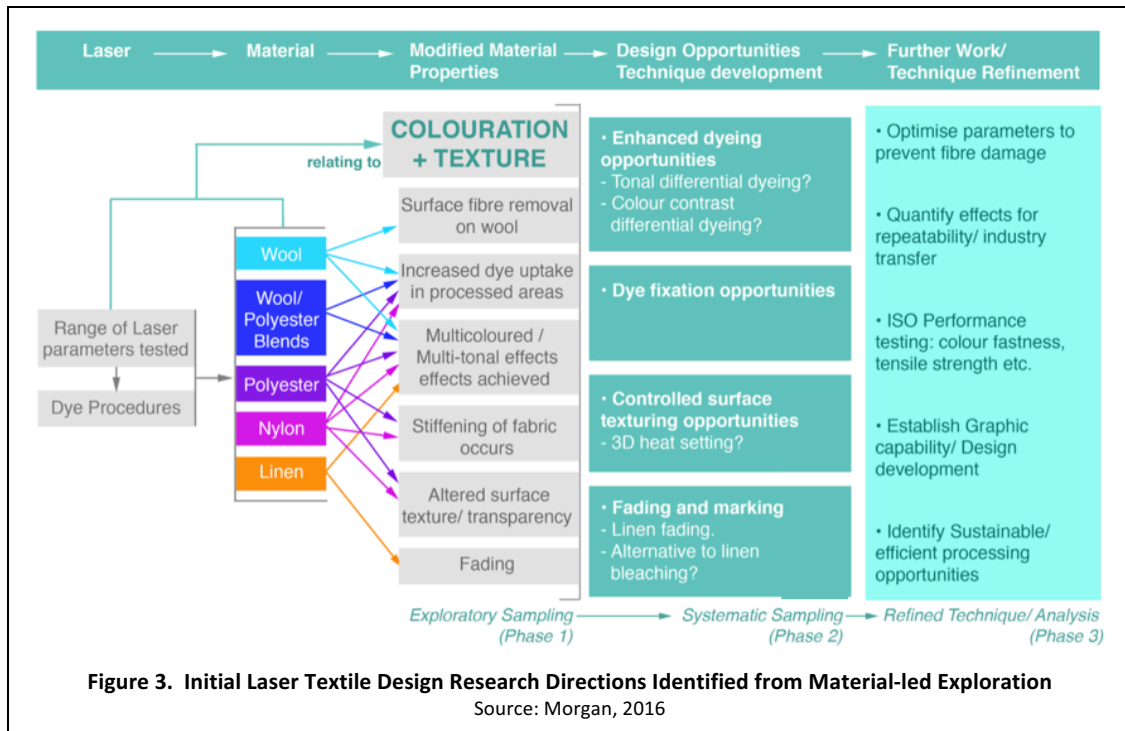 Laser
Material
Modified Material
Properties
Design Opportunities
Technique development
Further Work/
Technique Refinement
relating to
COLOURATION
+ TEXTURE
Range of Laser
parameters tested
Dye Procedures
Wool
Wool/
Polyester
Blends
Polyester
Nylon
Linen
Surface fibre removal
on wool
Increased dye uptake
in processed areas
Multicoloured /
Multi-tonal effects
effects achieved
Stiffening of fabric
occurs
Altered surface
texture/ transparency
Fading
• Enhanced dyeing
opportunities
- Tonal differential dyeing?
- Colour contrast
differential dyeing?
• Dye fixation opportunities
• Controlled surface
texturing opportunities
- 3D heat setting?
• Fading and marking
- Linen fading.
- Alternative to linen
bleaching?
• Optimise parameters to
prevent fibre damage
• Quantify effects for
repeatability/ industry
transfer
• ISO Performance
testing: colour fastness,
tensile strength etc.
• Establish Graphic
capability/ Design
development
• Identify Sustainable/
efficient processing
opportunities
Exploratory Sampling
(Phase 1)
Systematic Sampling
(Phase 2)
Refined Technique/ Analysis
(Phase 3)
Figure 3. Initial Laser Textile Design Research Directions Identified from Material-led Exploration
Source: Morgan, 2016